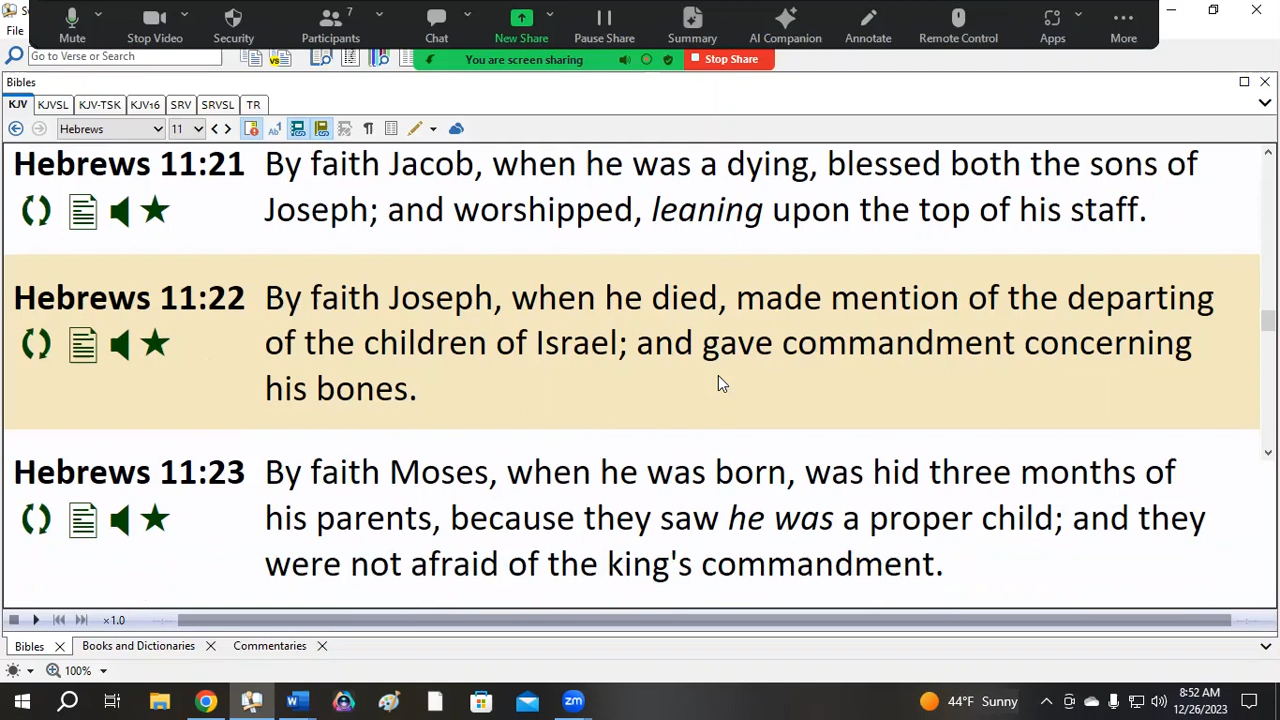 S
File
Mute
Stop Video
Security
Participants
7
Chat
New Share
Pause Share
Summary
AI Companion
Annotate
Remote Control
Apps
More
You are screen sharing
Stop Share
Go to Verse or Search
VS
Bibles
KJV KJVSL KJV-TSK KJV16 SRV SRVSL TR
Hebrews 11
Hebrews 11:21 By faith Jacob, when he was a dying, blessed both the sons of
Joseph; and worshipped, leaning upon the top of his staff.
Hebrews 11:22 By faith Joseph, when he died, made mention of the departing
of the children of Israel; and gave commandment concerning
his bones.
Hebrews 11:23 By faith Moses, when he was born, was hid three months of
his parents, because they saw he was a proper child; and they
were not afraid of the king's commandment.
×1.0
Bibles
Books and Dictionaries
Commentaries
100%
W
zm
44°F Sunny
8:52 AM
12/26/2023